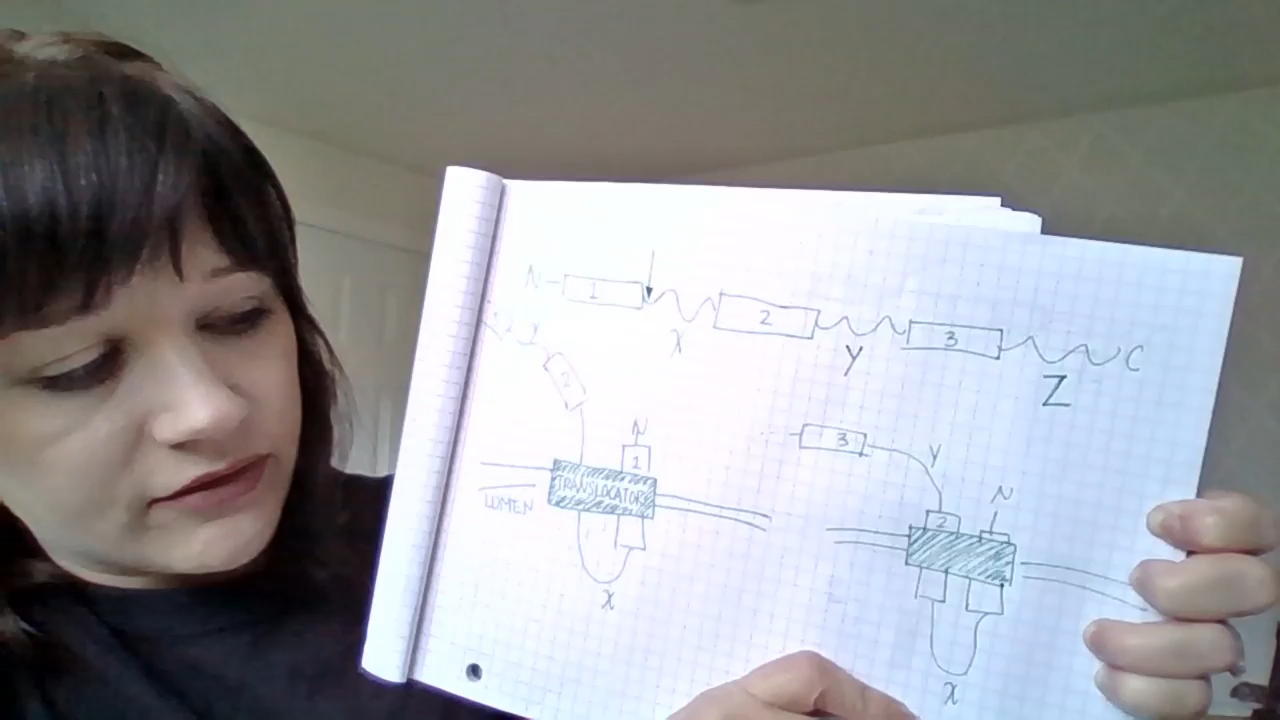 N 1 X 2 Y 3 Z C
2
N
1
TRANSLOCATOR
LUMEN
X
3 Y
N
2
X